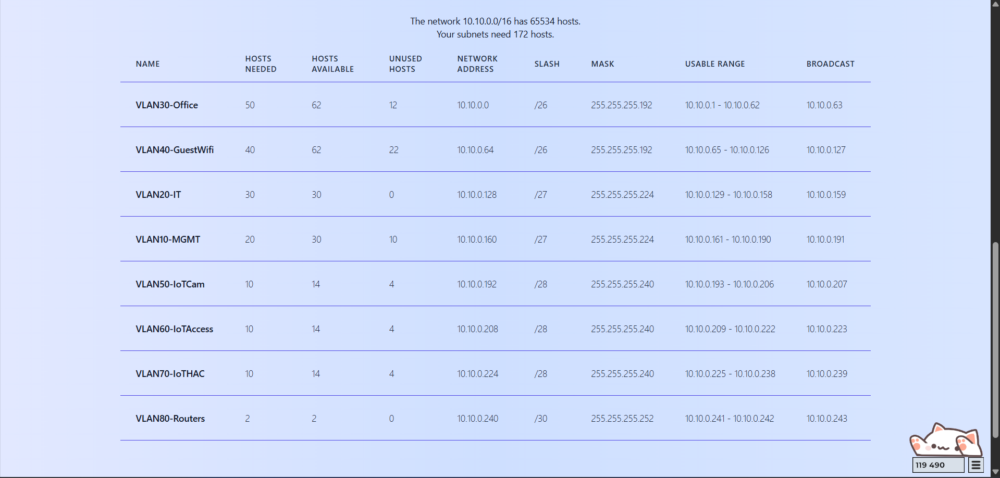 The network 10.10.0.0/16 has 65534 hosts.
Your subnets need 172 hosts.
NAME HOSTS NEEDED HOSTS AVAILABLE UNUSED HOSTS NETWORK ADDRESS SLASH MASK USABLE RANGE BROADCAST
VLAN30-Office 50 62 12 10.10.0.0 /26 255.255.255.192 10.10.0.1 - 10.10.0.62 10.10.0.63
VLAN40-GuestWifi 40 62 22 10.10.0.64 /26 255.255.255.192 10.10.0.65 - 10.10.0.126 10.10.0.127
VLAN20-IT 30 30 0 10.10.0.128 /27 255.255.255.224 10.10.0.129 - 10.10.0.158 10.10.0.159
VLAN10-MGMT 20 30 10 10.10.0.160 /27 255.255.255.224 10.10.0.161 - 10.10.0.190 10.10.0.191
VLAN50-IoTCam 10 14 4 10.10.0.192 /28 255.255.255.240 10.10.0.193 - 10.10.0.206 10.10.0.207
VLAN60-IoTAccess 10 14 4 10.10.0.208 /28 255.255.255.240 10.10.0.209 - 10.10.0.222 10.10.0.223
VLAN70-IoTHAC 10 14 4 10.10.0.224 /28 255.255.255.240 10.10.0.225 - 10.10.0.238 10.10.0.239
VLAN80-Routers 2 2 0 10.10.0.240 /30 255.255.255.252 10.10.0.241 - 10.10.0.242 10.10.0.243
119 490